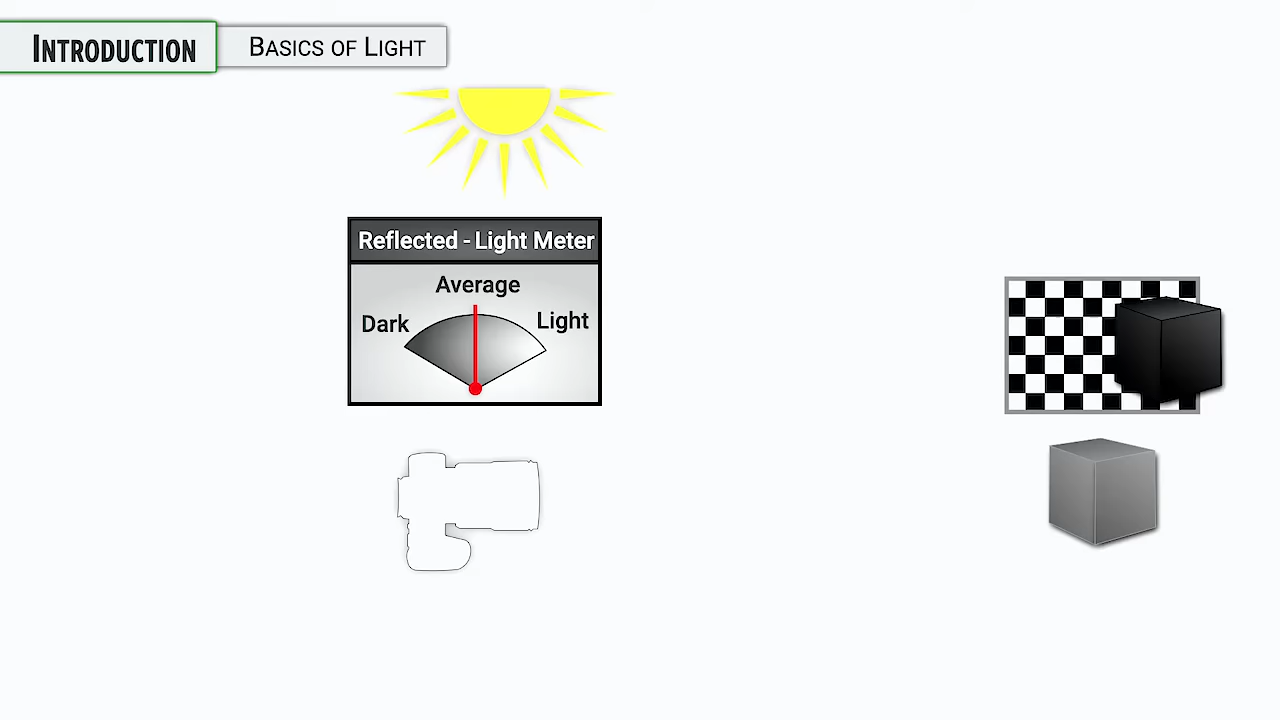 INTRODUCTION
BASICS OF LIGHT
Reflected - Light Meter
Average
Dark
Light